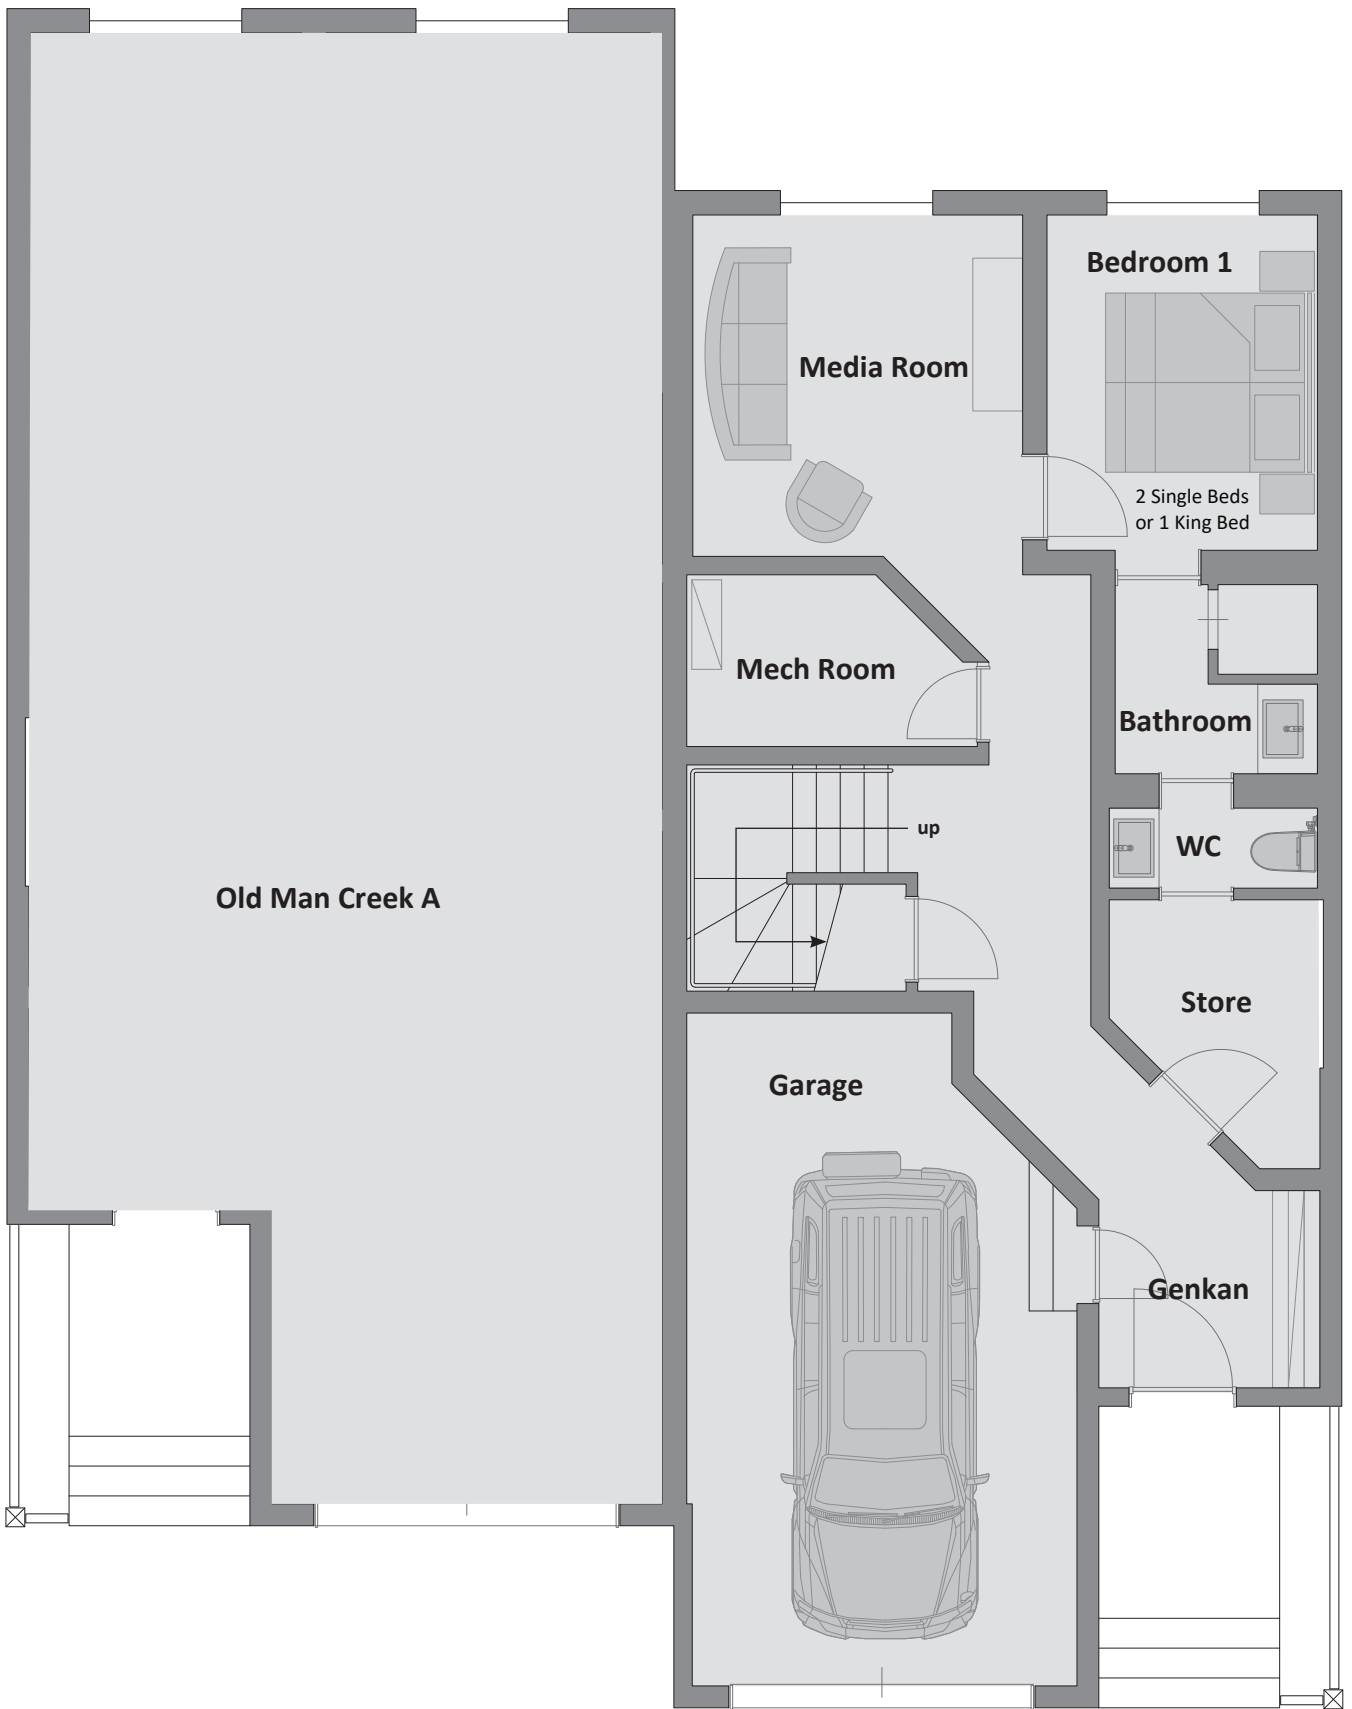 Bedroom 1
Media Room
2 Single Beds
or 1 King Bed
Mech Room
Bathroom
up
WC
Old Man Creek A
Store
Garage
Genkan